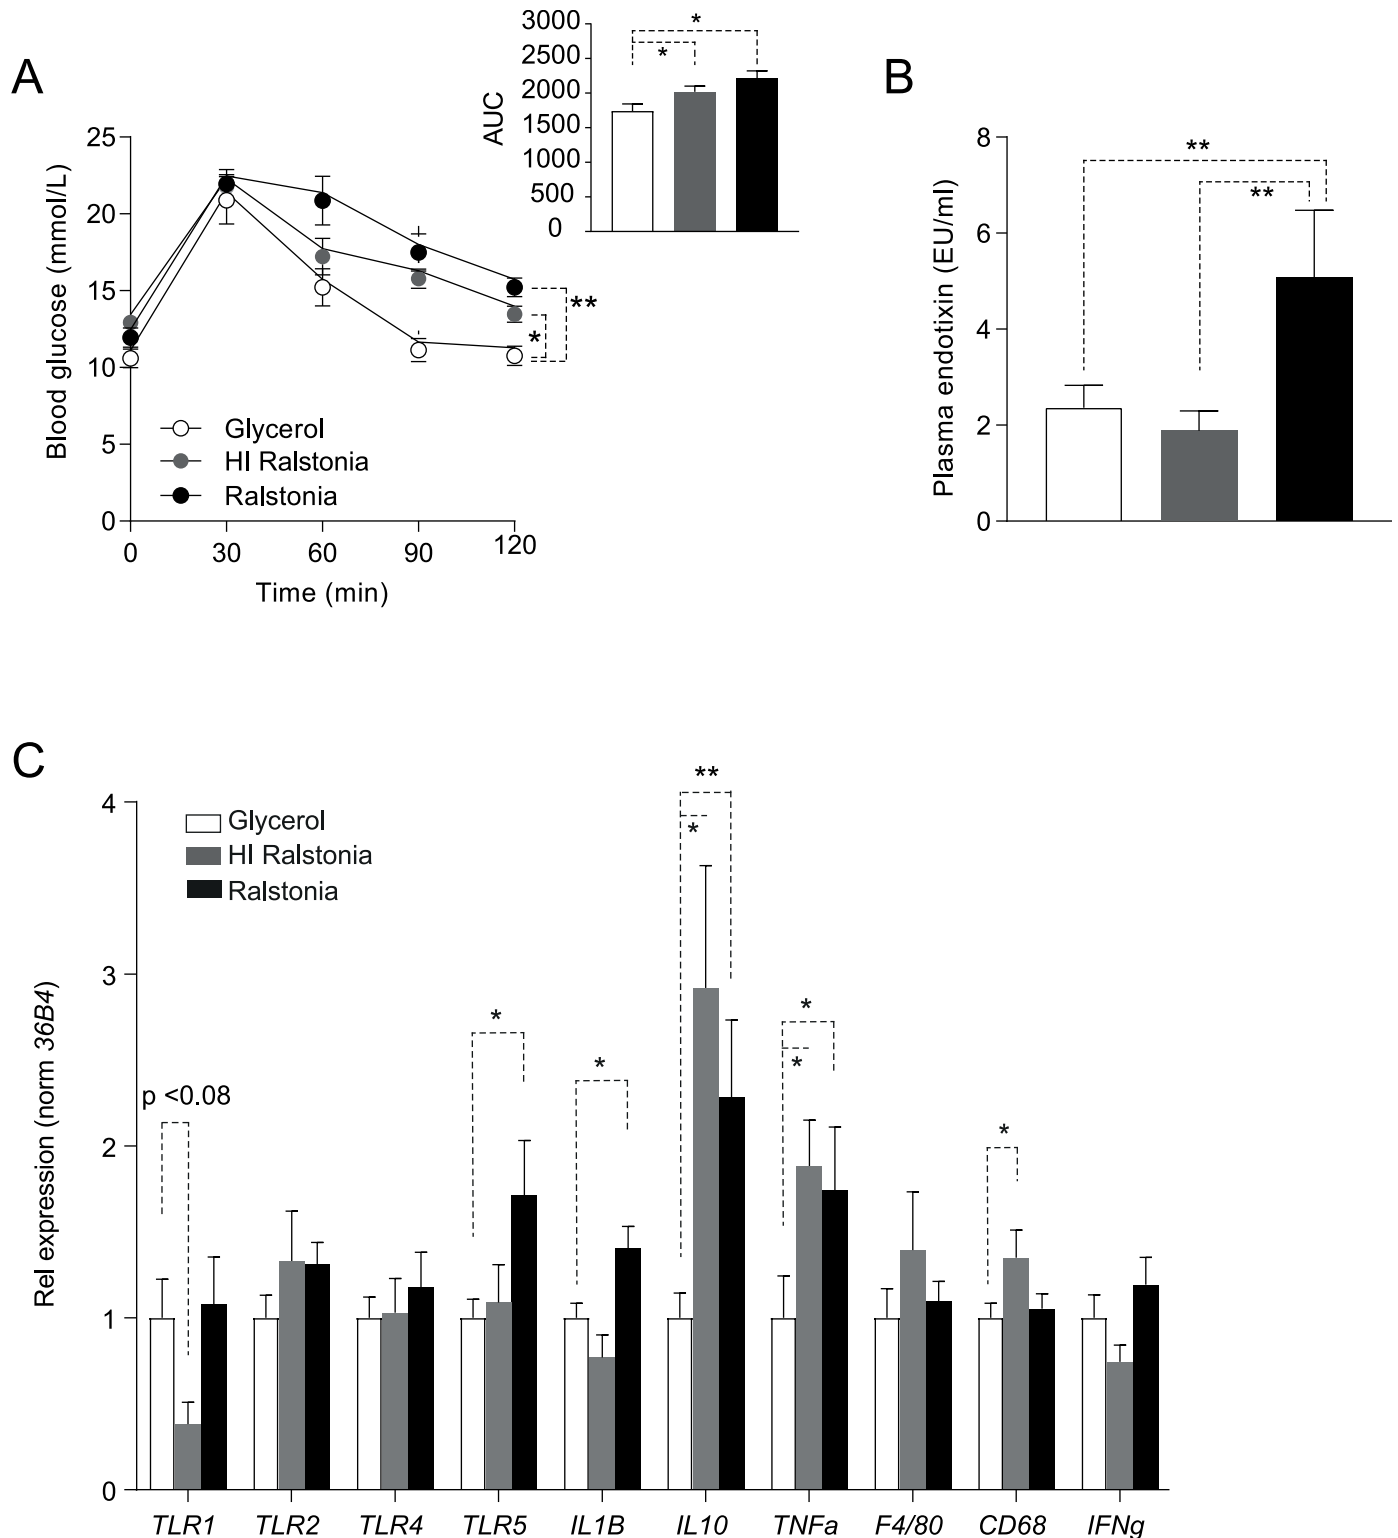 A
Blood glucose (mmol/L)
25
20
15
10
5
0
0 30 60 90 120
Time (min)
Glycerol
HI Ralstonia
Ralstonia
*
**
AUC
3000
2500
2000
1500
1000
500
0
*
*
B
Plasma endotixin (EU/ml)
8
6
4
2
0
**
**
C
Rel expression (norm 36B4)
4
3
2
1
0
Glycerol
HI Ralstonia
Ralstonia
p <0.08
*
*
**
*
*
*
*
TLR1 TLR2 TLR4 TLR5 IL1B IL10 TNFa F4/80 CD68 IFNg